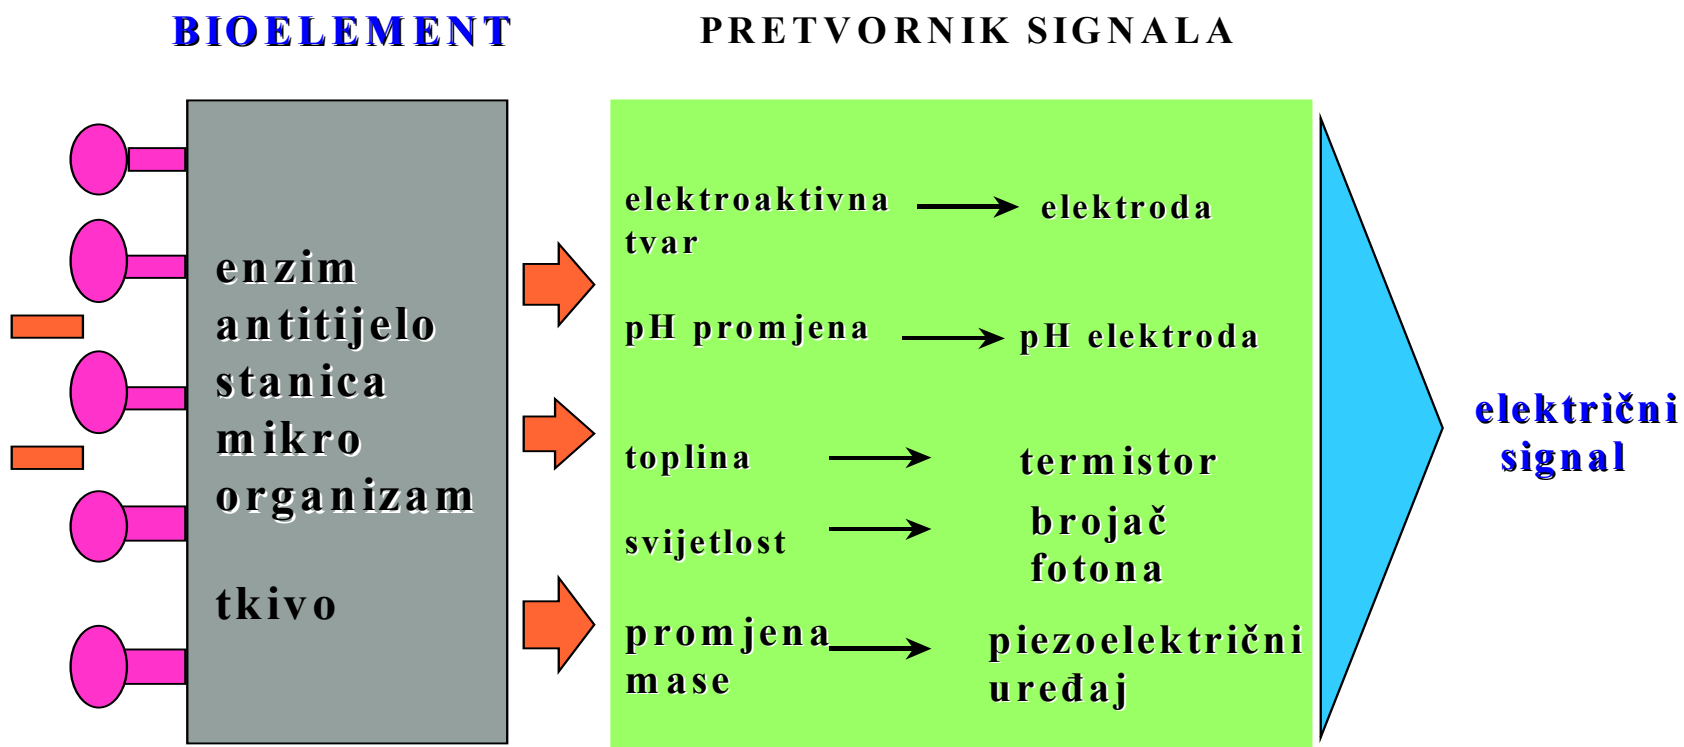 BIOELEMENT
PRETVORNIK SIGNALA
enzim
antitijelo
stanica
mikro
organizam
tkivo
elektroaktivna
tvar
elektroda
pH promjena
pH elektroda
toplina
termistor
svijetlost
brojač
fotona
promjena
mase
piezoelektrični
uređaj
električni
signal